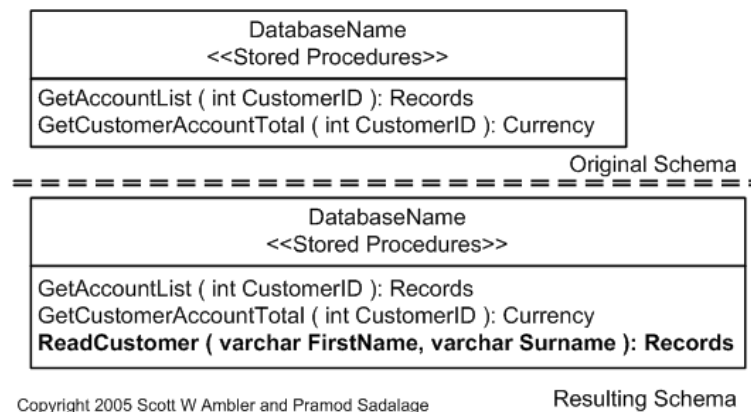 DatabaseName
<<Stored Procedures>>
GetAccountList ( int CustomerID ): Records
GetCustomerAccountTotal ( int CustomerID ): Currency
Original Schema
DatabaseName
<<Stored Procedures>>
GetAccountList ( int CustomerID ): Records
GetCustomerAccountTotal ( int CustomerID ): Currency
ReadCustomer ( varchar FirstName, varchar Surname ): Records
Copyright 2005 Scott W Ambler and Pramod Sadalage
Resulting Schema